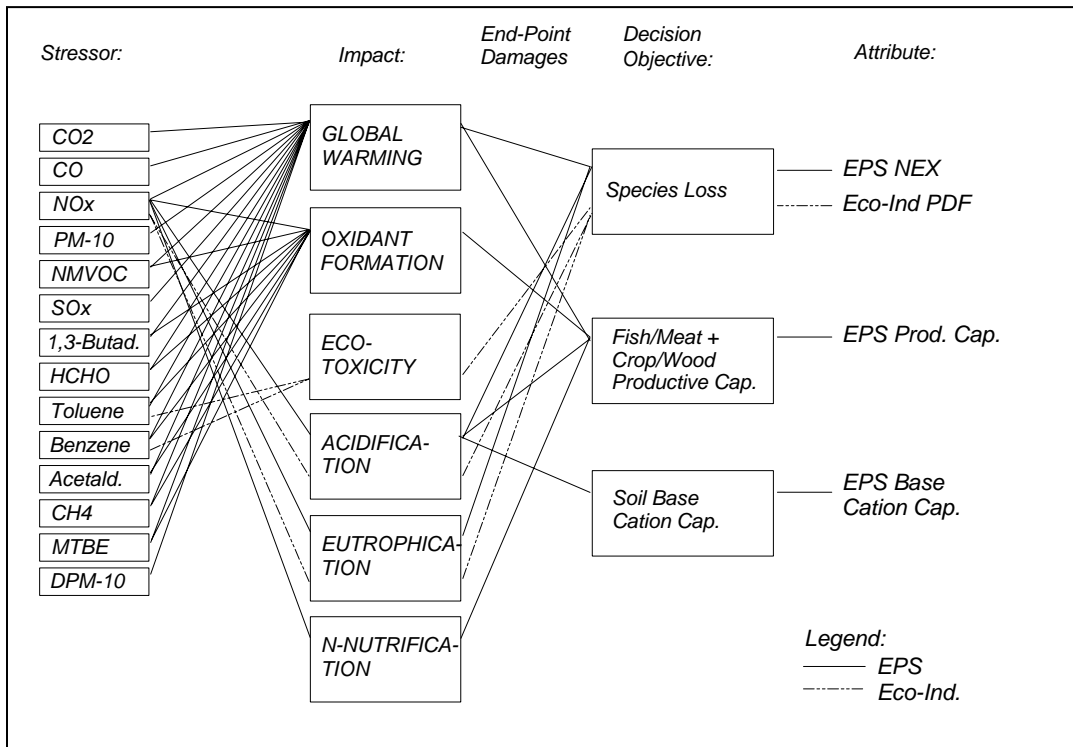 Stressor:
Impact:
End-Point
Damages
Decision
Objective:
Attribute:
CO2
CO
NOx
PM-10
NMVOC
SOx
1,3-Butad.
HCHO
Toluene
Benzene
Acetald.
CH4
MTBE
DPM-10
GLOBAL
WARMING
OXIDANT
FORMATION
ECO-
TOXICITY
ACIDIFICA-
TION
EUTROPHICA-
TION
N-NUTRIFICA-
TION
Species Loss
Fish/Meat +
Crop/Wood
Productive Cap.
Soil Base
Cation Cap.
EPS NEX
Eco-Ind PDF
EPS Prod. Cap.
EPS Base
Cation Cap.
Legend:
EPS
Eco-Ind.